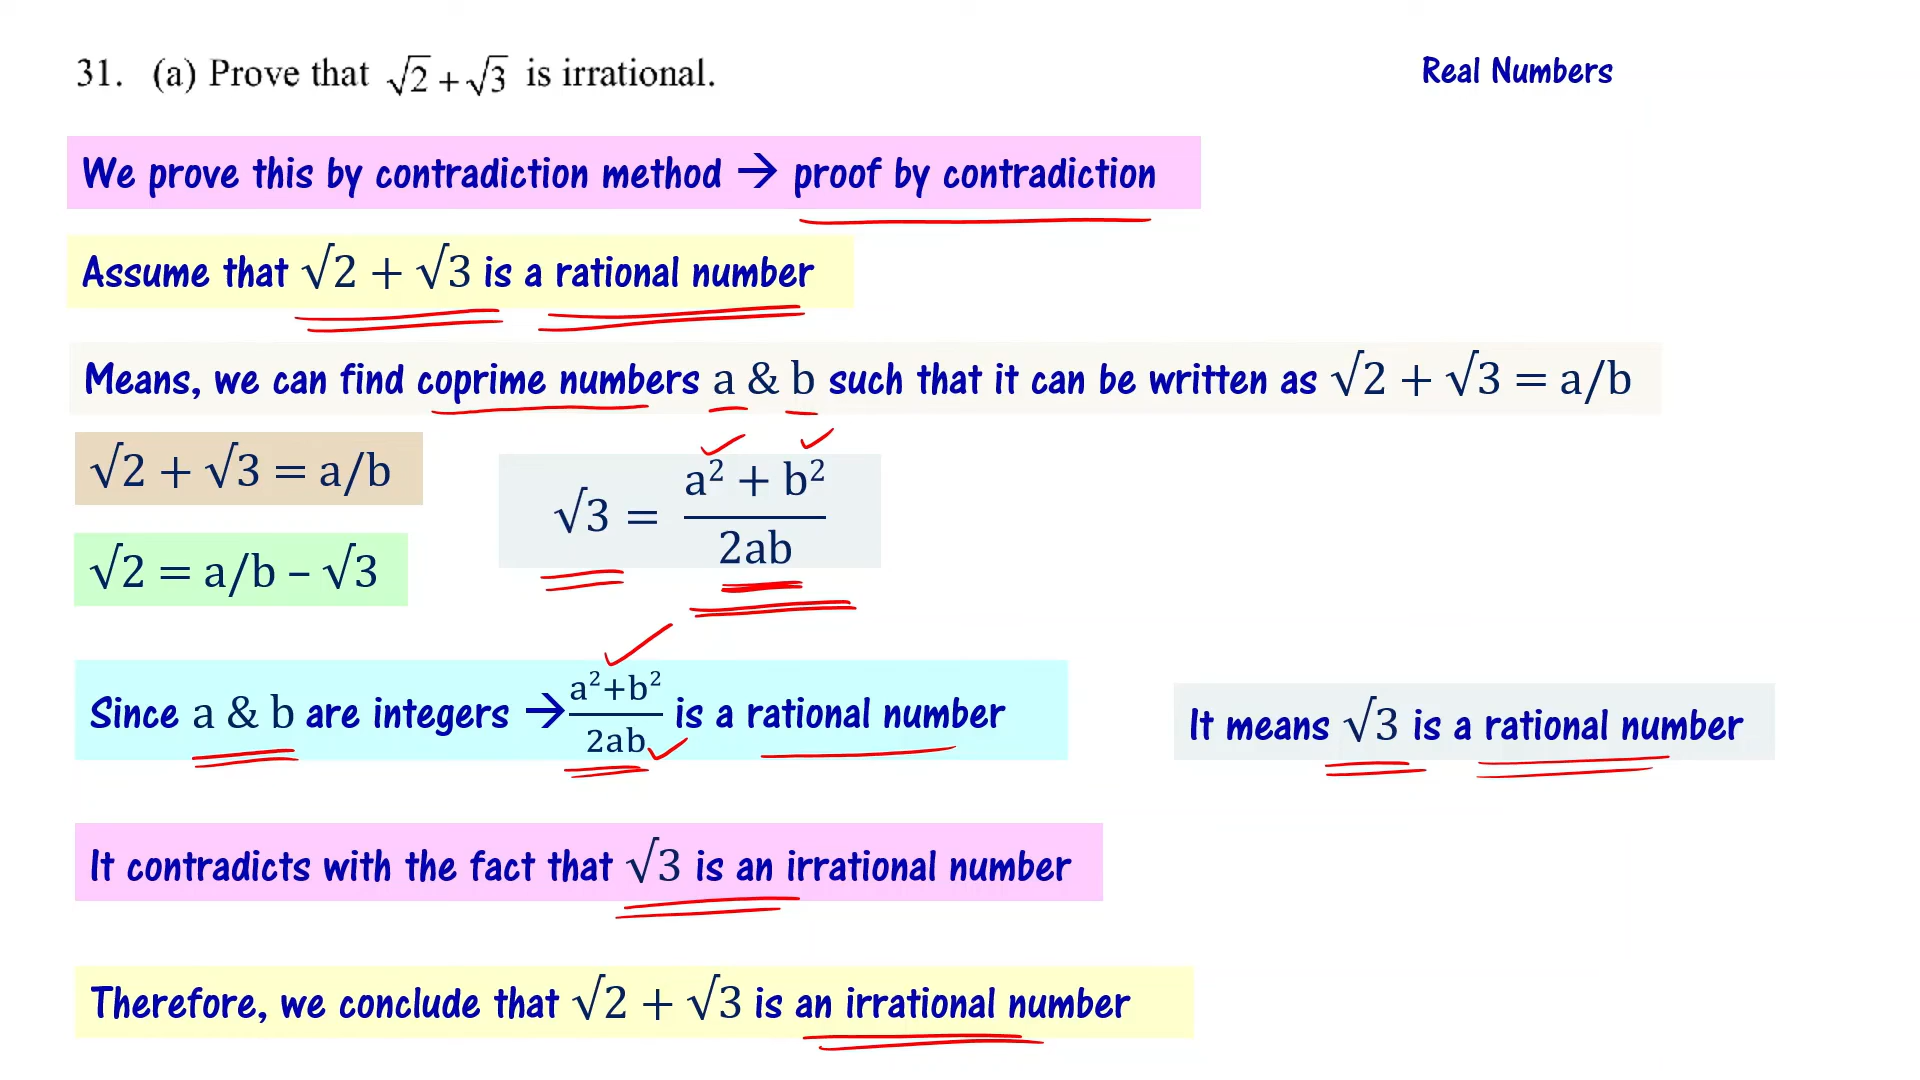 31. (a) Prove that √2 + √3 is irrational.
Real Numbers
We prove this by contradiction method → proof by contradiction
Assume that √2 + √3 is a rational number
Means, we can find coprime numbers a & b such that it can be written as √2 + √3 = a/b
√2 + √3 = a/b
√2 = a/b – √3
√3 = a² + b² / 2ab
Since a & b are integers → a²+b² / 2ab is a rational number
It means √3 is a rational number
It contradicts with the fact that √3 is an irrational number
Therefore, we conclude that √2 + √3 is an irrational number